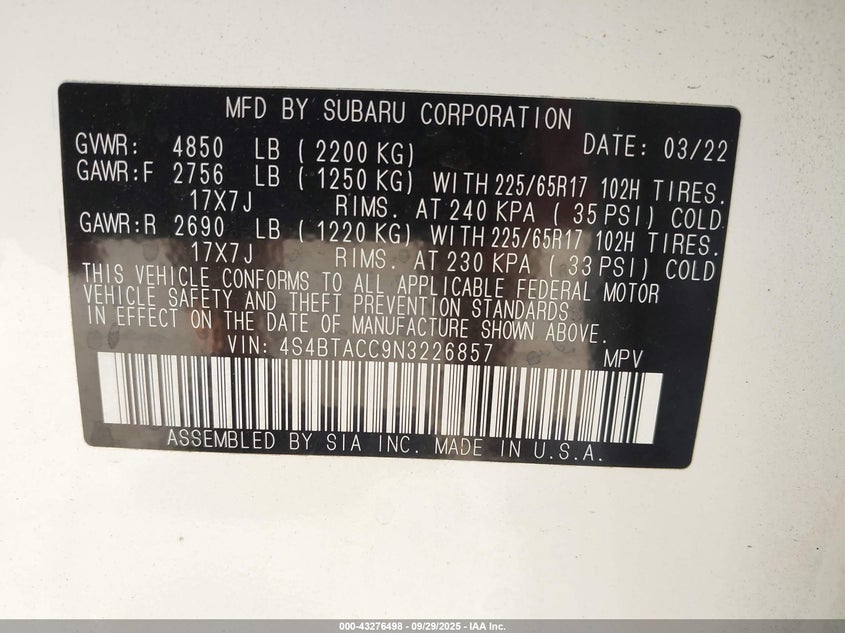 MFD BY SUBARU CORPORATION
GVWR: 4850 LB ( 2200 KG) DATE: 03/22
GAWR:F 2756 LB ( 1250 KG) WITH 225/65R17 102H TIRES.
17X7J RIMS. AT 240 KPA ( 35 PSI) COLD
GAWR:R 2690 LB ( 1220 KG) WITH 225/65R17 102H TIRES.
17X7J RIMS. AT 230 KPA ( 33 PSI) COLD
THIS VEHICLE CONFORMS TO ALL APPLICABLE FEDERAL MOTOR
VEHICLE SAFETY AND THEFT PREVENTION STANDARDS
IN EFFECT ON THE DATE OF MANUFACTURE SHOWN ABOVE.
VIN: 4S4BTACC9N3226857 MPV
ASSEMBLED BY SIA INC. MADE IN U.S.A.
000-43276498 - 09/29/2025 - IAA Inc.